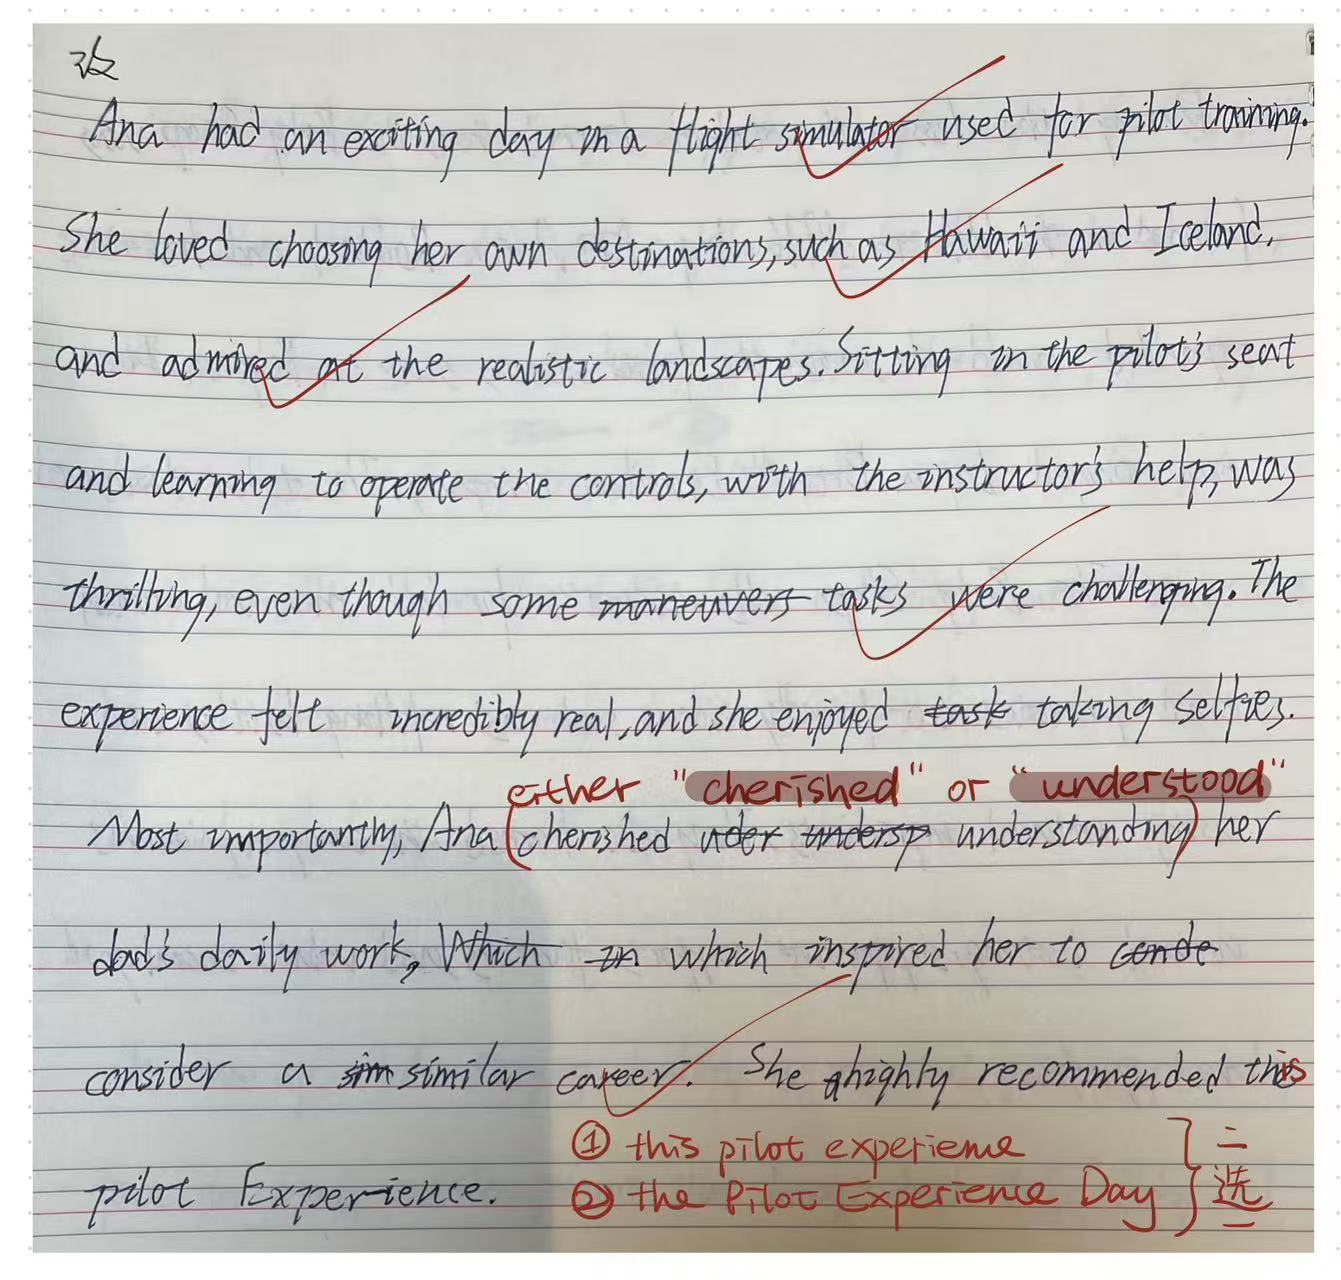 改
Ana had an exciting day in a flight simulator used for pilot training.
She loved choosing her own destinations, such as Hawaii and Iceland,
and admired at the realistic landscapes. Sitting in the pilot's seat
and learning to operate the controls, with the instructor's help, was
thrilling, even though some maneuvers tasks were challenging. The
experience felt incredibly real, and she enjoyed task taking selfies.
either "cherished" or "understood"
Most importantly, Ana (cherished uder undersp understanding) her
dad's daily work, Which in which inspired her to conde
consider a sim similar career. She highly recommended this
① this pilot experience
pilot Experience. ② the Pilot Experience Day
二选一